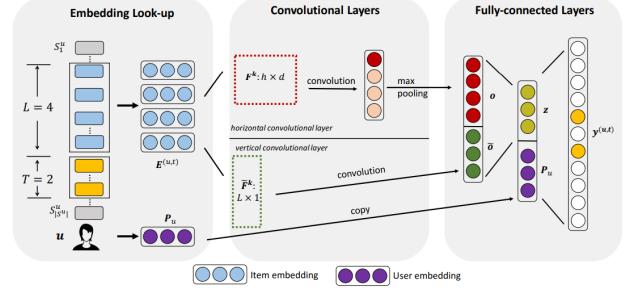 Embedding Look-up
Convolutional Layers
Fully-connected Layers
S₁ᵘ
L = 4
T = 2
Sᵘ|Sᵘ|
u
E⁽ᵘ,ᵗ⁾
Pᵤ
Fᵏ: h × d
convolution
max
pooling
horizontal convolutional layer
vertical convolutional layer
F̃ᵏ:
L × 1
convolution
copy
o
õ
z
Pᵤ
y⁽ᵘ,ᵗ⁾
Item embedding
User embedding